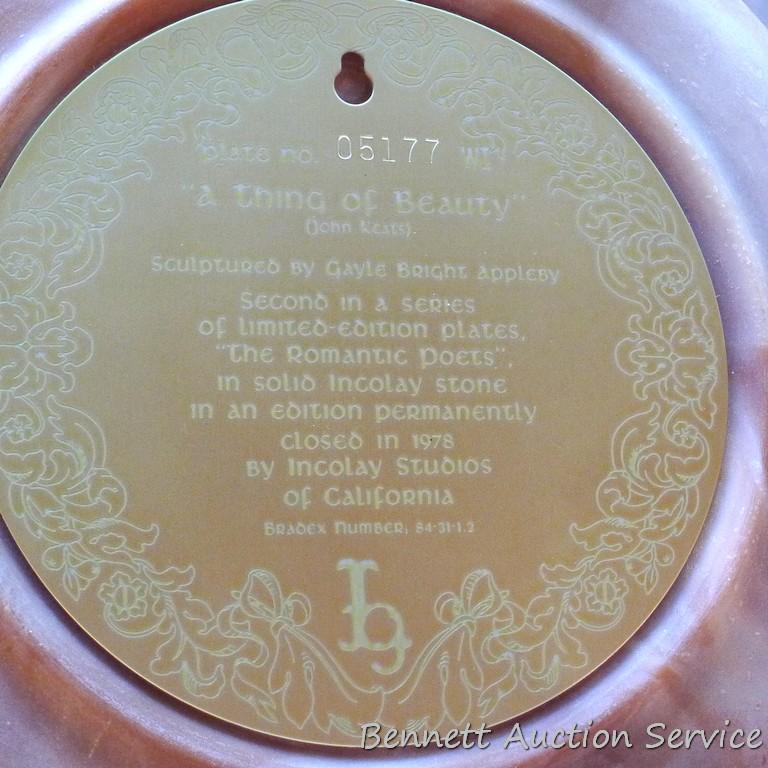 Plate no. 05177 "WI"
"A Thing of Beauty"
(John Keats).
Sculptured by Gayle Bright Appleby
Second in a series
of limited-edition plates,
"The Romantic Poets",
in solid Incolay stone
in an edition permanently
closed in 1978
by Incolay Studios
of California
Bradex Number, 84-31-1.2
Bennett Auction Service